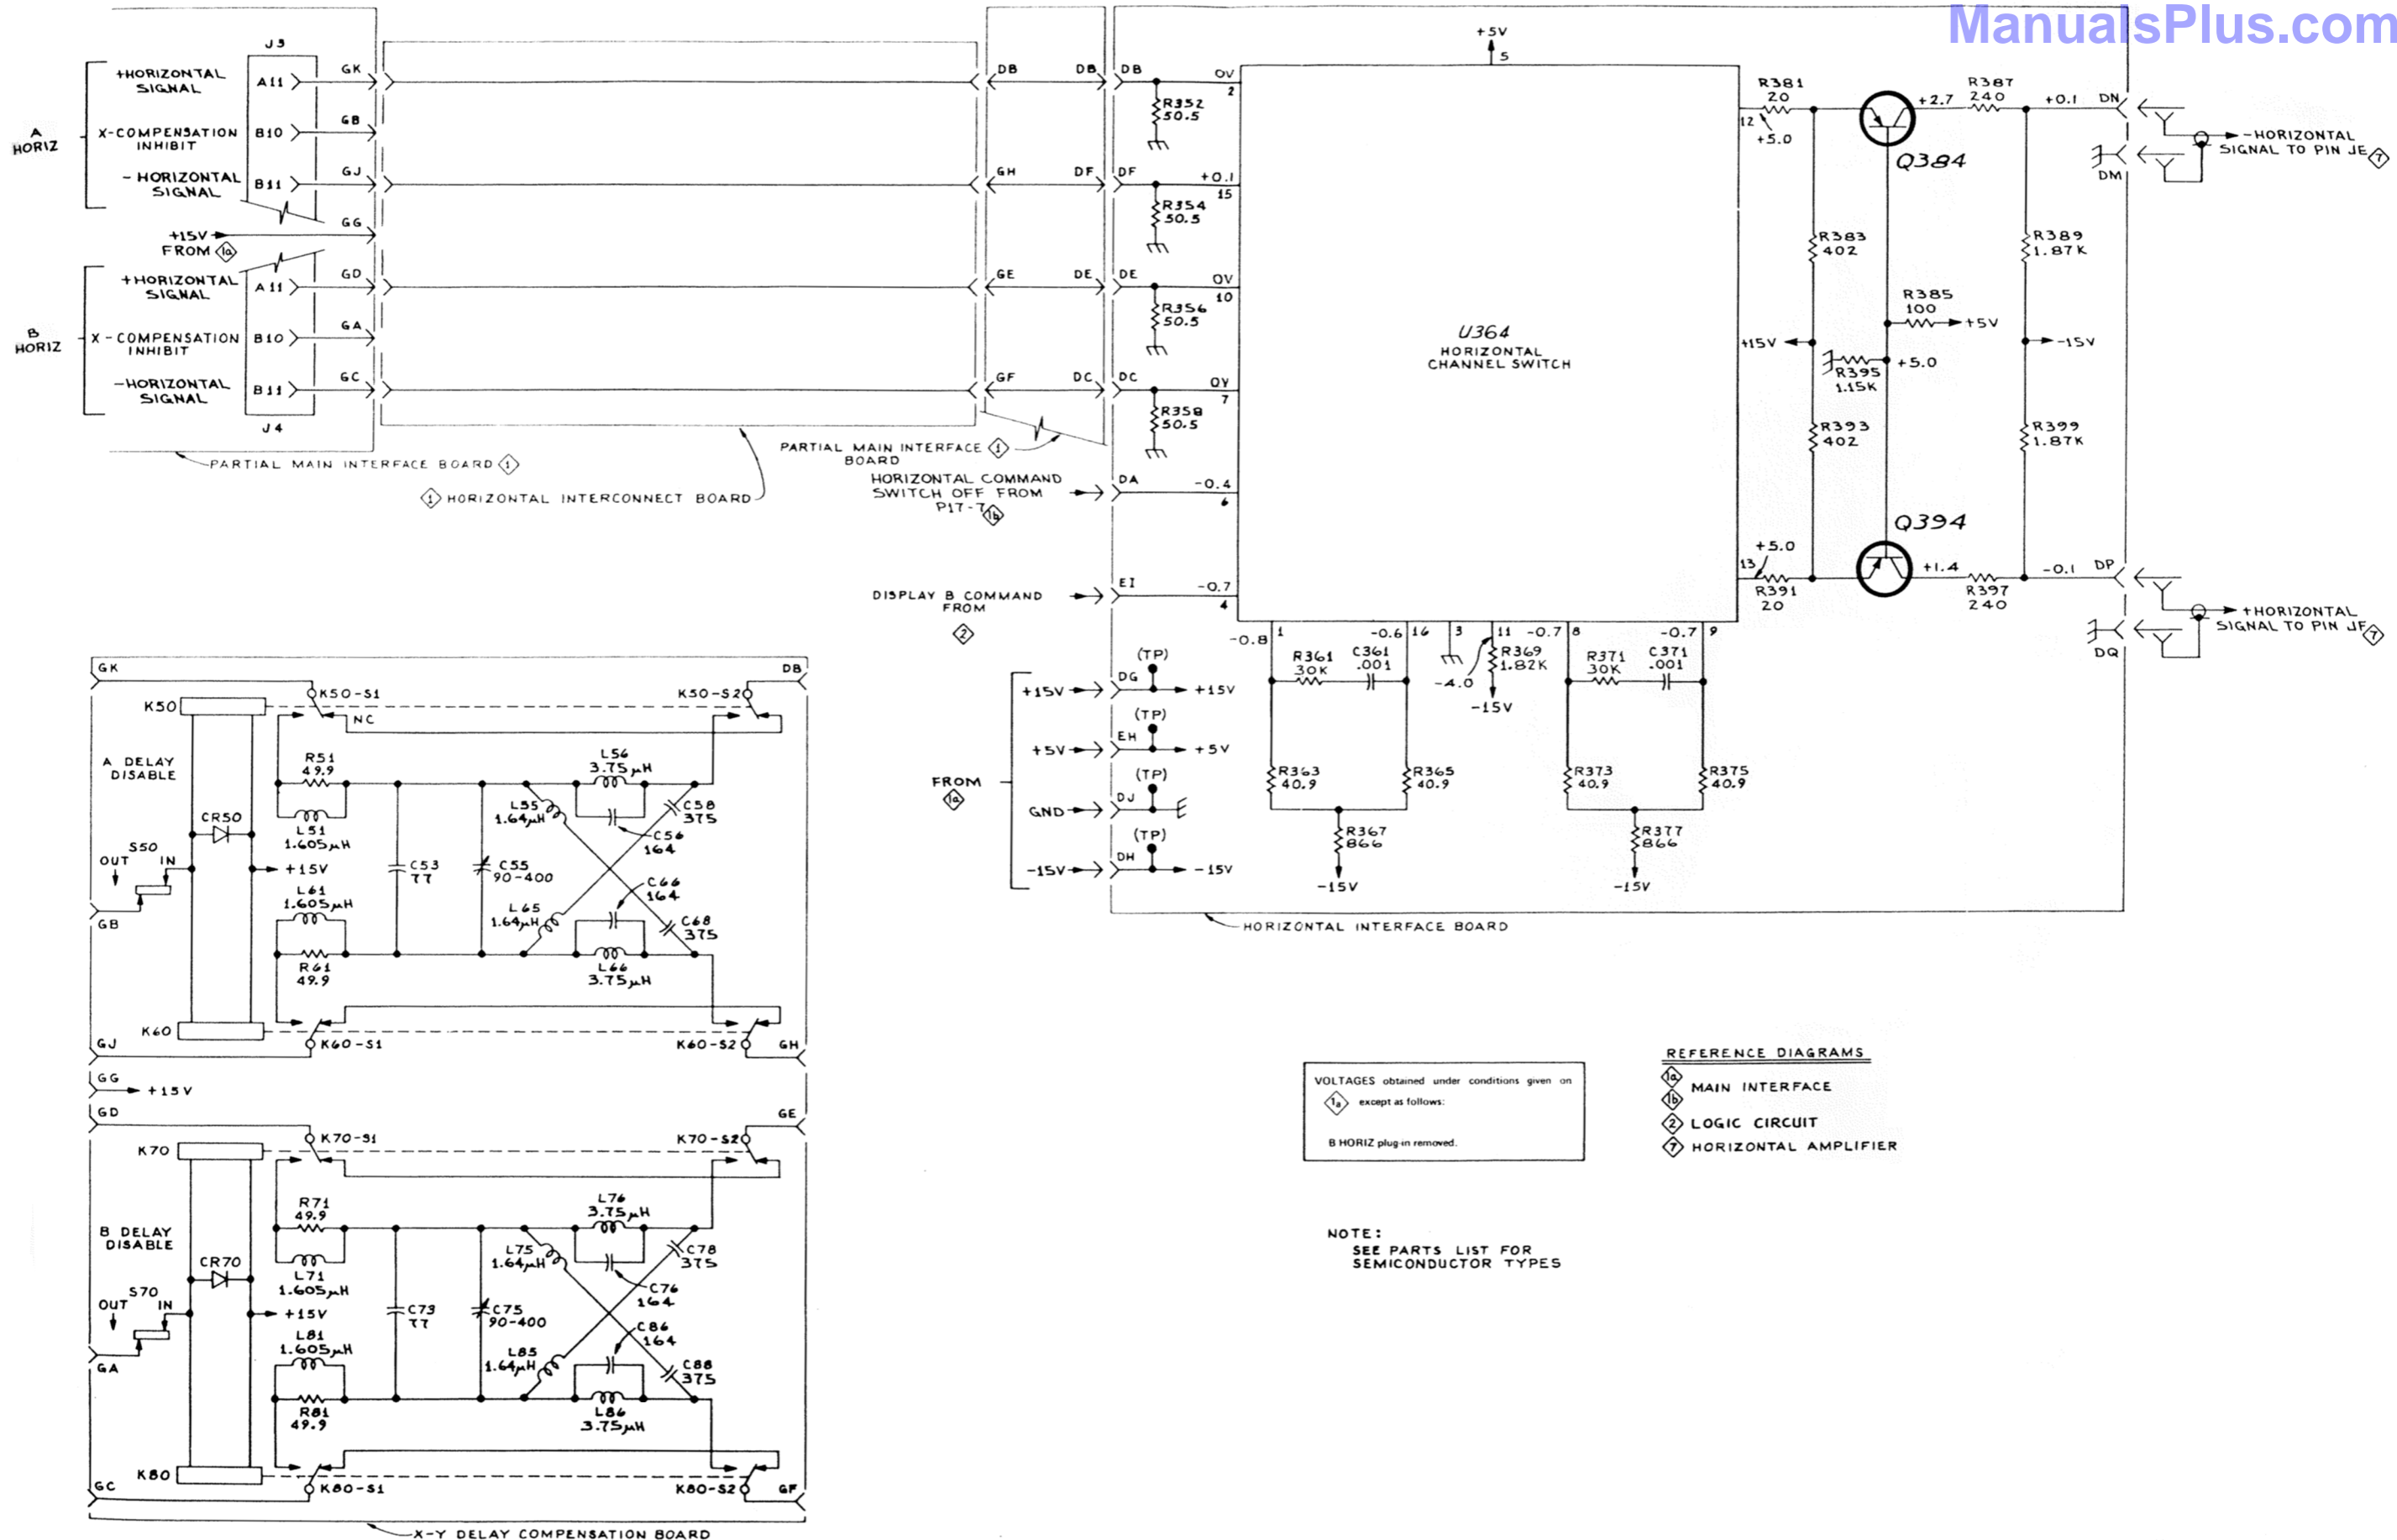 ManualsPlus.com
J3
A
HORIZ
+HORIZONTAL
SIGNAL
A11
GK
X-COMPENSATION
INHIBIT
B10
GB
- HORIZONTAL
SIGNAL
B11
GJ
+15V
FROM 1a
GG
B
HORIZ
+HORIZONTAL
SIGNAL
A11
GD
X-COMPENSATION
INHIBIT
B10
GA
-HORIZONTAL
SIGNAL
B11
GC
J4
PARTIAL MAIN INTERFACE BOARD 1
1 HORIZONTAL INTERCONNECT BOARD
PARTIAL MAIN INTERFACE 1
BOARD
DB DB DB
GH DF DF
GE DE DE
GF DC DC
R352
50.5
R354
50.5
R356
50.5
R358
50.5
0V
2
+0.1
15
0V
10
0V
7
HORIZONTAL COMMAND
SWITCH OFF FROM
P17-7 1b
DA
-0.4
6
DISPLAY B COMMAND
FROM
2
EI
-0.7
4
+5V
5
U364
HORIZONTAL
CHANNEL SWITCH
R381
20
12
+5.0
+2.7
R387
240
+0.1
DN
Q384
DM
-HORIZONTAL
SIGNAL TO PIN JE 7
R383
402
R389
1.87K
R385
100
+5V
+15V
-15V
R395
1.15K
+5.0
R393
402
R399
1.87K
Q394
+5.0
13
R391
20
+1.4
R397
240
-0.1
DP
DQ
+HORIZONTAL
SIGNAL TO PIN JF 7
-0.8 1
-0.6 16
3
11
-0.7 8
-0.7 9
R361
30K
C361
.001
R369
1.82K
-4.0
-15V
R371
30K
C371
.001
R363
40.9
R365
40.9
R373
40.9
R375
40.9
R367
866
-15V
R377
866
-15V
FROM
1a
+15V
DG
(TP)
+15V
+5V
EH
(TP)
+5V
GND
DJ
(TP)
-15V
DH
(TP)
-15V
HORIZONTAL INTERFACE BOARD
GK
DB
K50-S1
K50-S2
K50
NC
A DELAY
DISABLE
R51
49.9
L51
1.605µH
CR50
S50
OUT IN
+15V
GB
L61
1.605µH
R61
49.9
C53
77
C55
90-400
L55
1.64µH
L56
3.75µH
C56
164
C58
375
C66
164
L65
1.64µH
C68
375
L66
3.75µH
K60
K60-S1
K60-S2
GJ
GH
GG
+15V
GD
GE
K70-S1
K70-S2
K70
B DELAY
DISABLE
R71
49.9
L71
1.605µH
CR70
S70
OUT IN
+15V
GA
L81
1.605µH
R81
49.9
C73
77
C75
90-400
L75
1.64µH
L76
3.75µH
C76
164
C78
375
C86
164
L85
1.64µH
C88
375
L86
3.75µH
K80
K80-S1
K80-S2
GC
GF
X-Y DELAY COMPENSATION BOARD
VOLTAGES obtained under conditions given on
1a except as follows:
B HORIZ plug-in removed.
REFERENCE DIAGRAMS
1a
1b MAIN INTERFACE
2 LOGIC CIRCUIT
7 HORIZONTAL AMPLIFIER
NOTE:
SEE PARTS LIST FOR
SEMICONDUCTOR TYPES